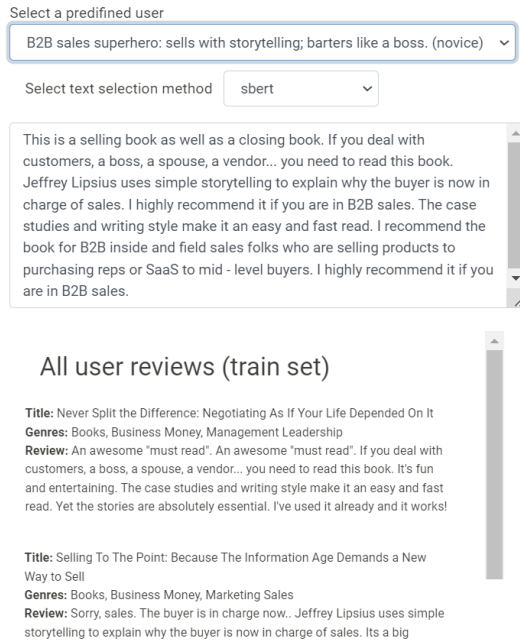 Select a predifined user
B2B sales superhero: sells with storytelling; barters like a boss. (novice)
Select text selection method
sbert
This is a selling book as well as a closing book. If you deal with
customers, a boss, a spouse, a vendor... you need to read this book.
Jeffrey Lipsius uses simple storytelling to explain why the buyer is now in
charge of sales. I highly recommend it if you are in B2B sales. The case
studies and writing style make it an easy and fast read. I recommend the
book for B2B inside and field sales folks who are selling products to
purchasing reps or SaaS to mid - level buyers. I highly recommend it if you
are in B2B sales.
All user reviews (train set)
Title: Never Split the Difference: Negotiating As If Your Life Depended On It
Genres: Books, Business Money, Management Leadership
Review: An awesome "must read". An awesome "must read". If you deal with
customers, a boss, a spouse, a vendor... you need to read this book. It's fun
and entertaining. The case studies and writing style make it an easy and fast
read. Yet the stories are absolutely essential. I've used it already and it works!
Title: Selling To The Point: Because The Information Age Demands a New
Way to Sell
Genres: Books, Business Money, Marketing Sales
Review: Sorry, sales. The buyer is in charge now.. Jeffrey Lipsius uses simple
storytelling to explain why the buyer is now in charge of sales. Its a big